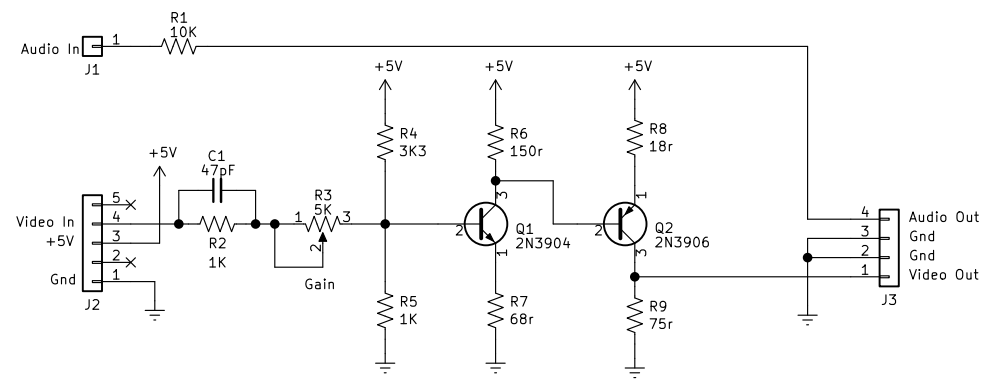 R1
10K
Audio In
1
J1
+5V
+5V
+5V
R4
3K3
R6
150r
R8
18r
+5V
C1
47pF
R2
1K
R3
5K
1
3
2
Gain
5
Video In
4
+5V
3
2
Gnd
1
J2
R5
1K
3
2
1
Q1
2N3904
R7
68r
1
2
3
Q2
2N3906
R9
75r
4
Audio Out
3
Gnd
2
Gnd
1
Video Out
J3